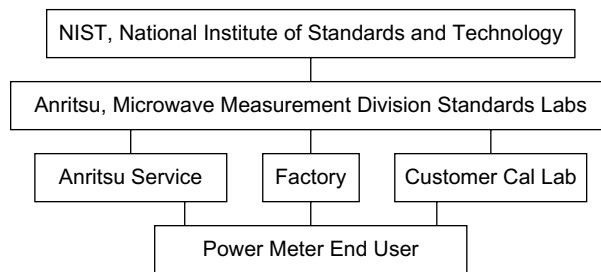 NIST, National Institute of Standards and Technology
Anritsu, Microwave Measurement Division Standards Labs
Anritsu Service
Factory
Customer Cal Lab
Power Meter End User